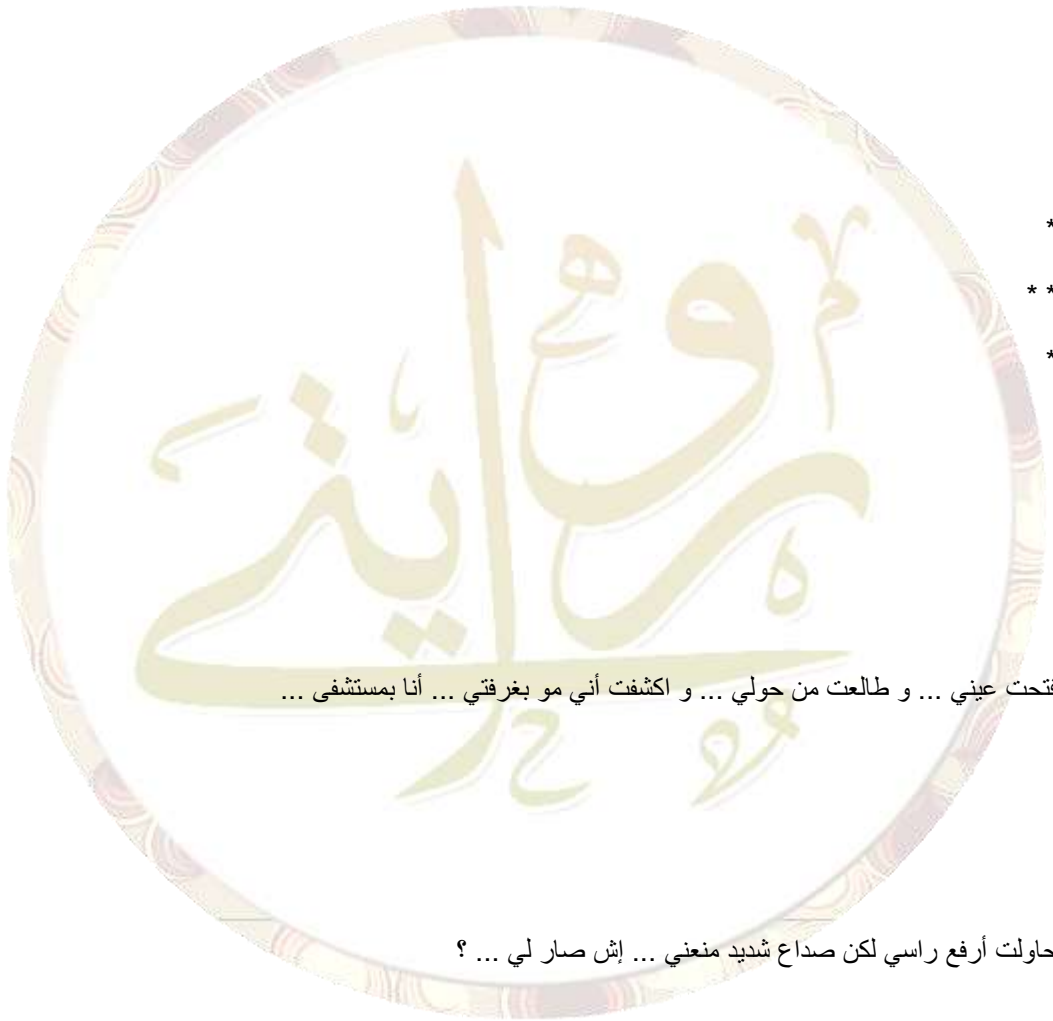 *
* *
*
روايتي
فتحت عيني ... و طالعت من حولي ... و اكشفت أني مو بغرفتي ... أنا بمستشفى ...
حاولت أرفع راسي لكن صداع شديد منعني ... إش صار لي ... ؟